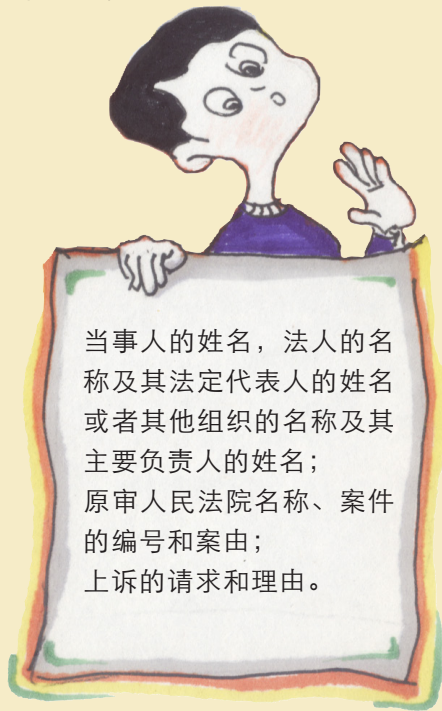 当事人的姓名，法人的名
称及其法定代表人的姓名
或者其他组织的名称及其
主要负责人的姓名；
原审人民法院名称、案件
的编号和案由；
上诉的请求和理由。